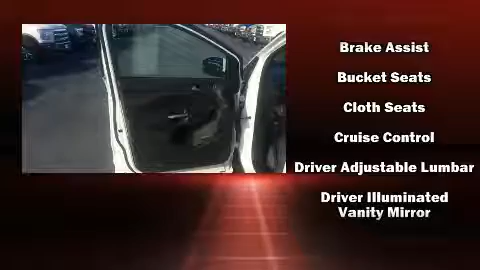 Brake Assist
Bucket Seats
Cloth Seats
Cruise Control
Driver Adjustable Lumbar
Driver Illuminated
Vanity Mirror